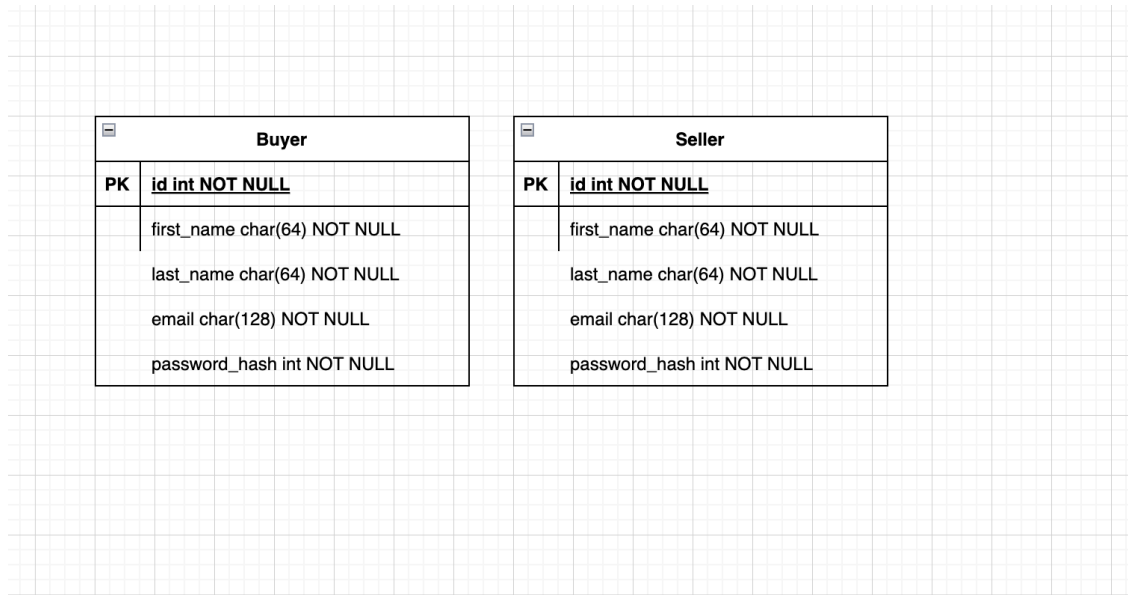 Buyer
PK id int NOT NULL
first_name char(64) NOT NULL
last_name char(64) NOT NULL
email char(128) NOT NULL
password_hash int NOT NULL
Seller
PK id int NOT NULL
first_name char(64) NOT NULL
last_name char(64) NOT NULL
email char(128) NOT NULL
password_hash int NOT NULL